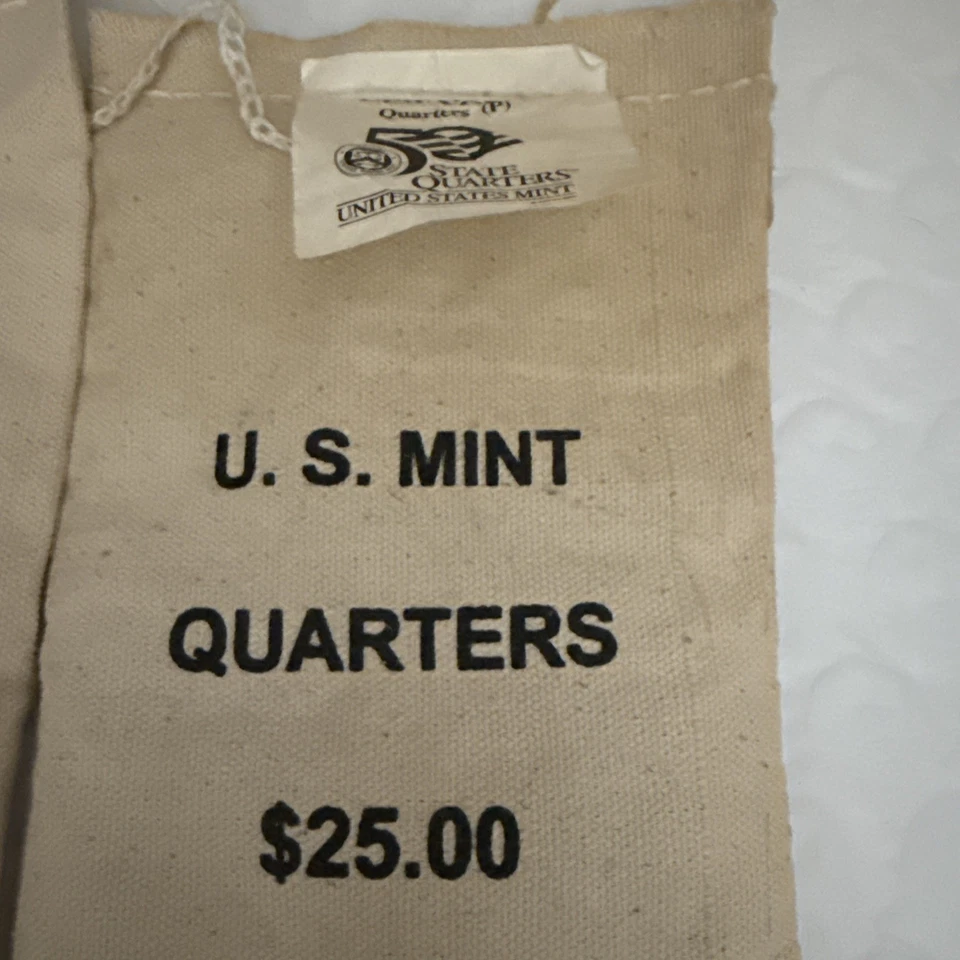 Quarters (P)
50
STATE
QUARTERS
UNITED STATES MINT
U. S. MINT
QUARTERS
$25.00